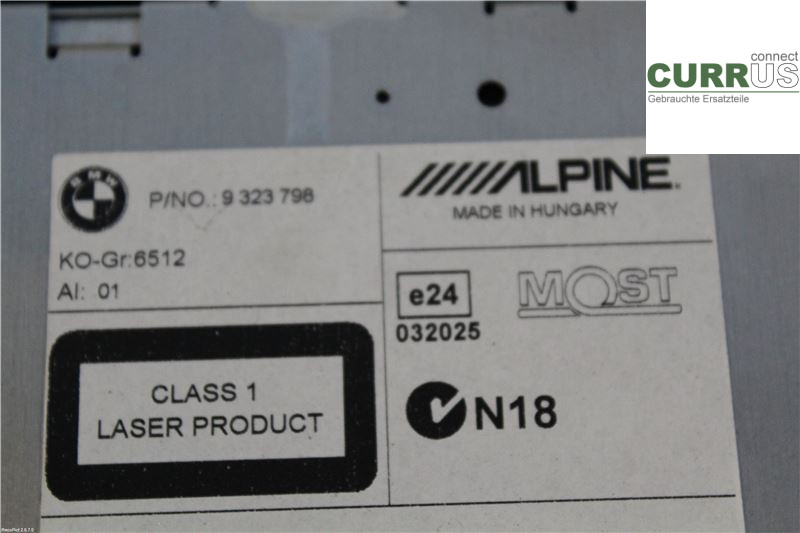 connect
CURRUS
Gebrauchte Ersatzteile
BMW
P/NO.: 9 323 798
KO-Gr:6512
AI: 01
ALPINE
MADE IN HUNGARY
e24
032025
MOST
N18
CLASS 1
LASER PRODUCT